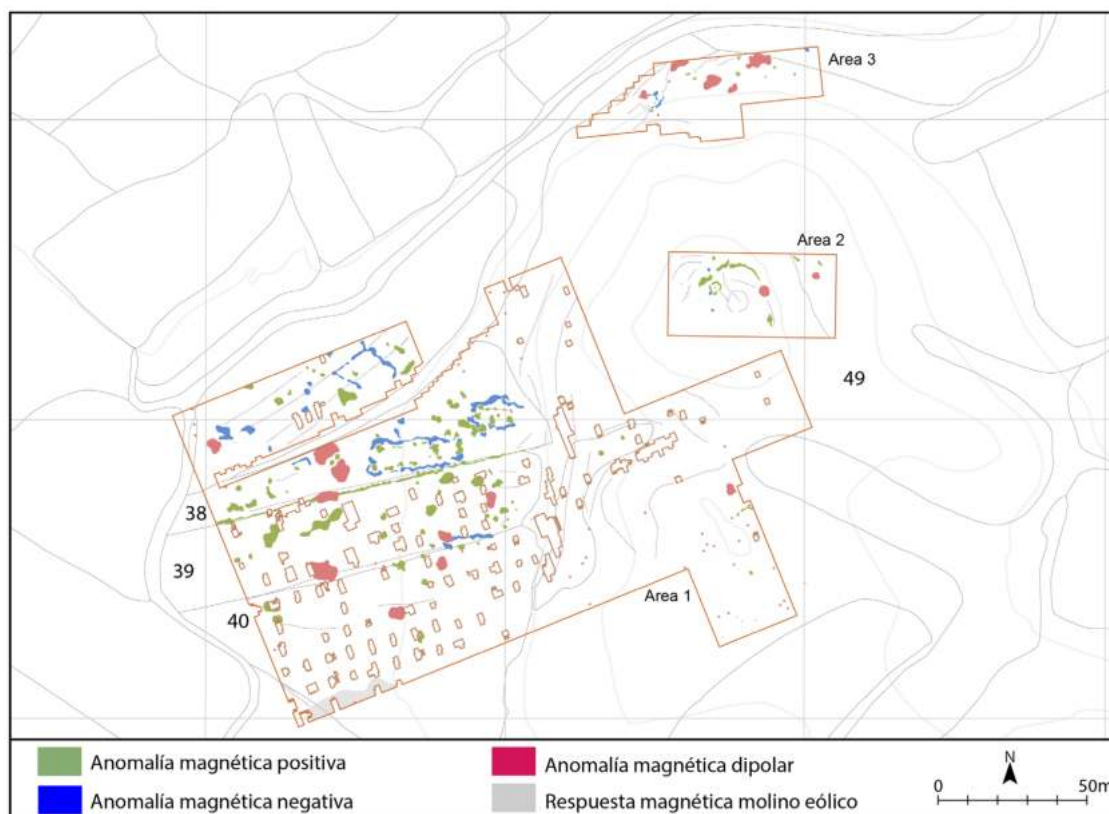 Area 3
Area 2
49
38
39
40
Area 1
Anomalía magnética positiva
Anomalía magnética dipolar
Anomalía magnética negativa
Respuesta magnética molino eólico
N
0 50m